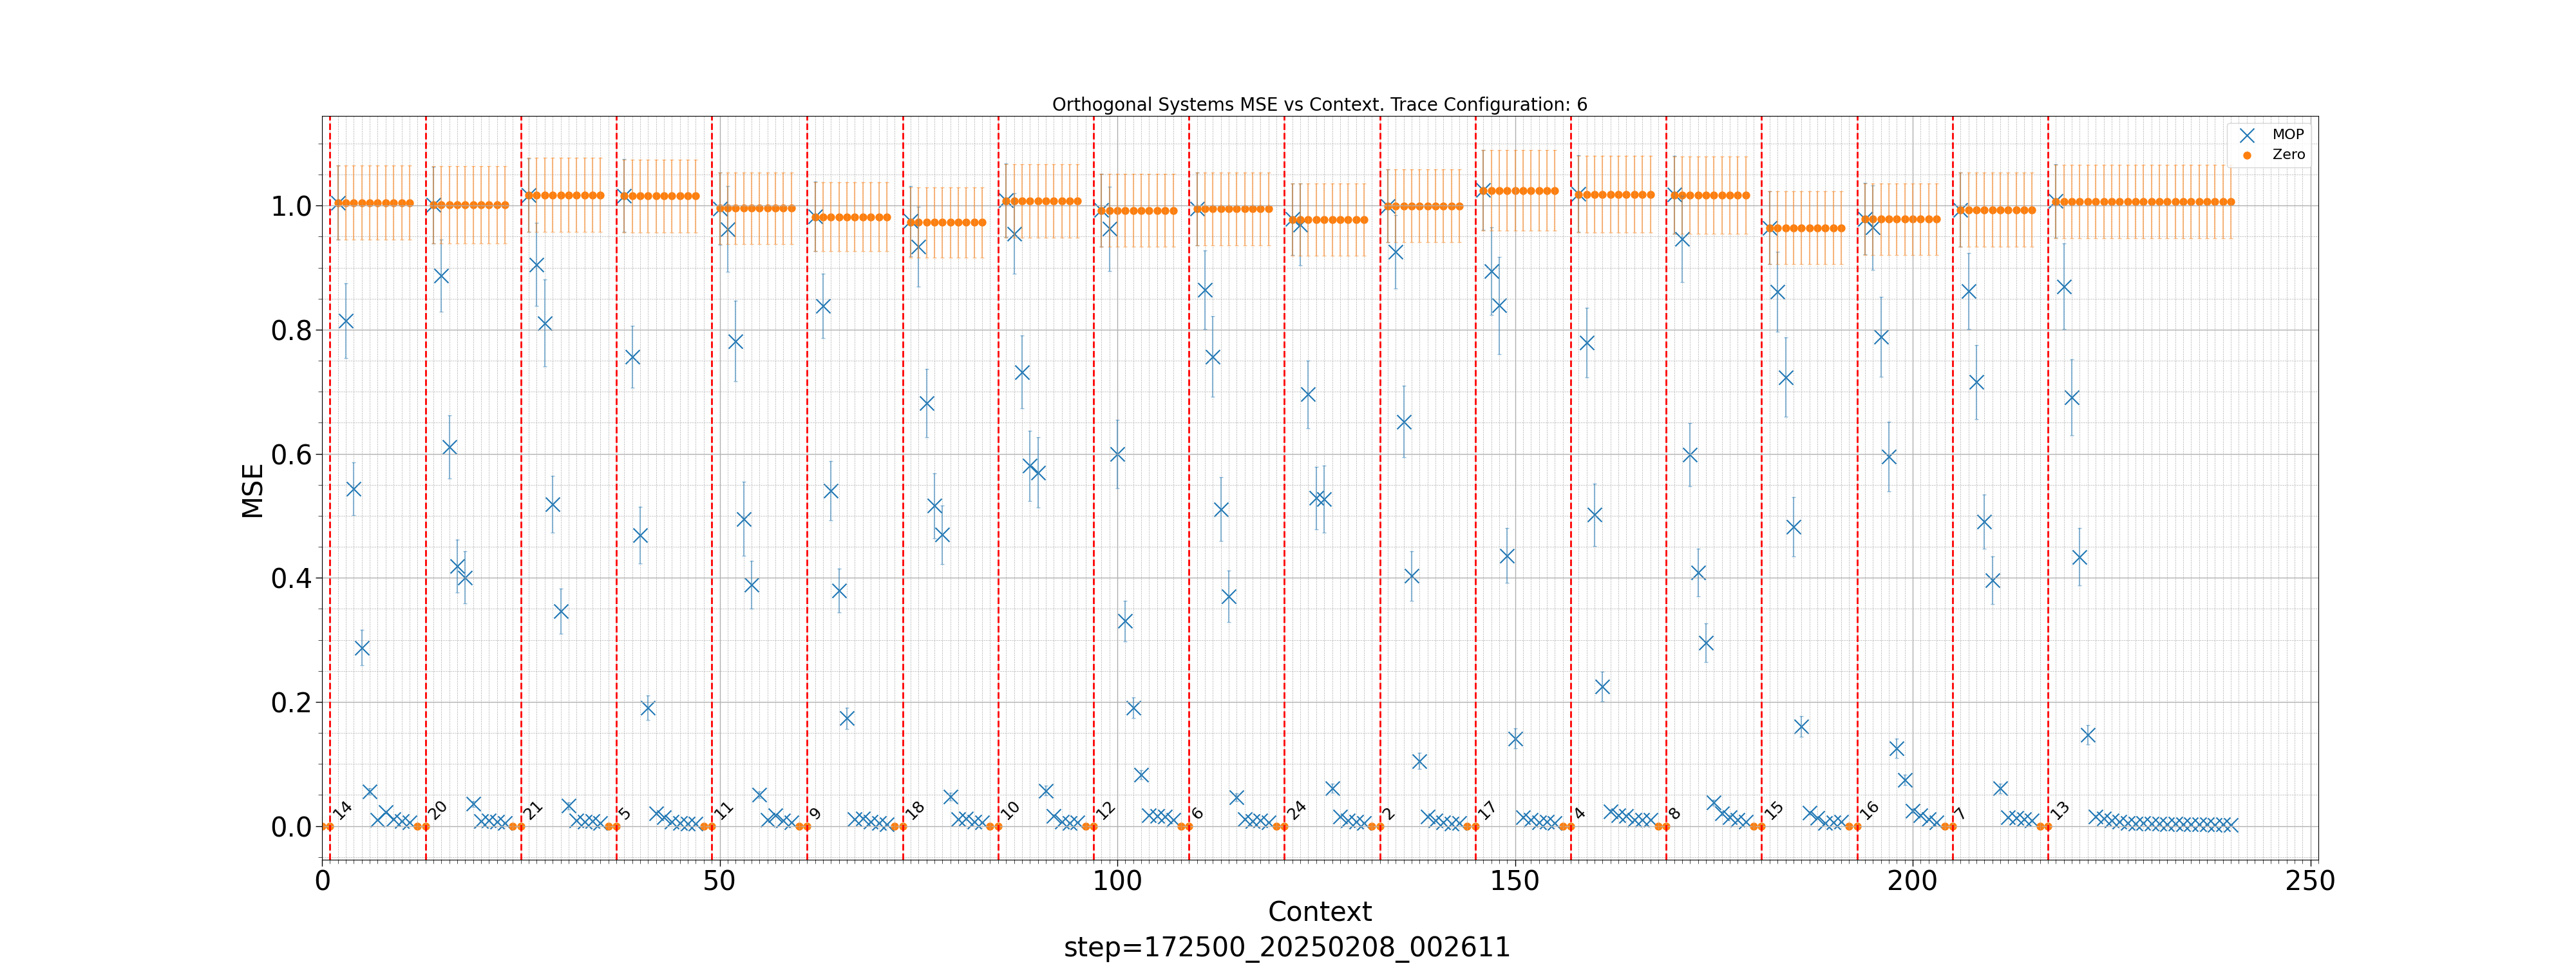 Orthogonal Systems MSE vs Context. Trace Configuration: 6
MOP
Zero
MSE
1.0
0.8
0.6
0.4
0.2
0.0
14 20 21 5 11 9 18 10 12 6 24 2 17 4 8 15 16 7 13
0 50 100 150 200 250
Context
step=172500_20250208_002611